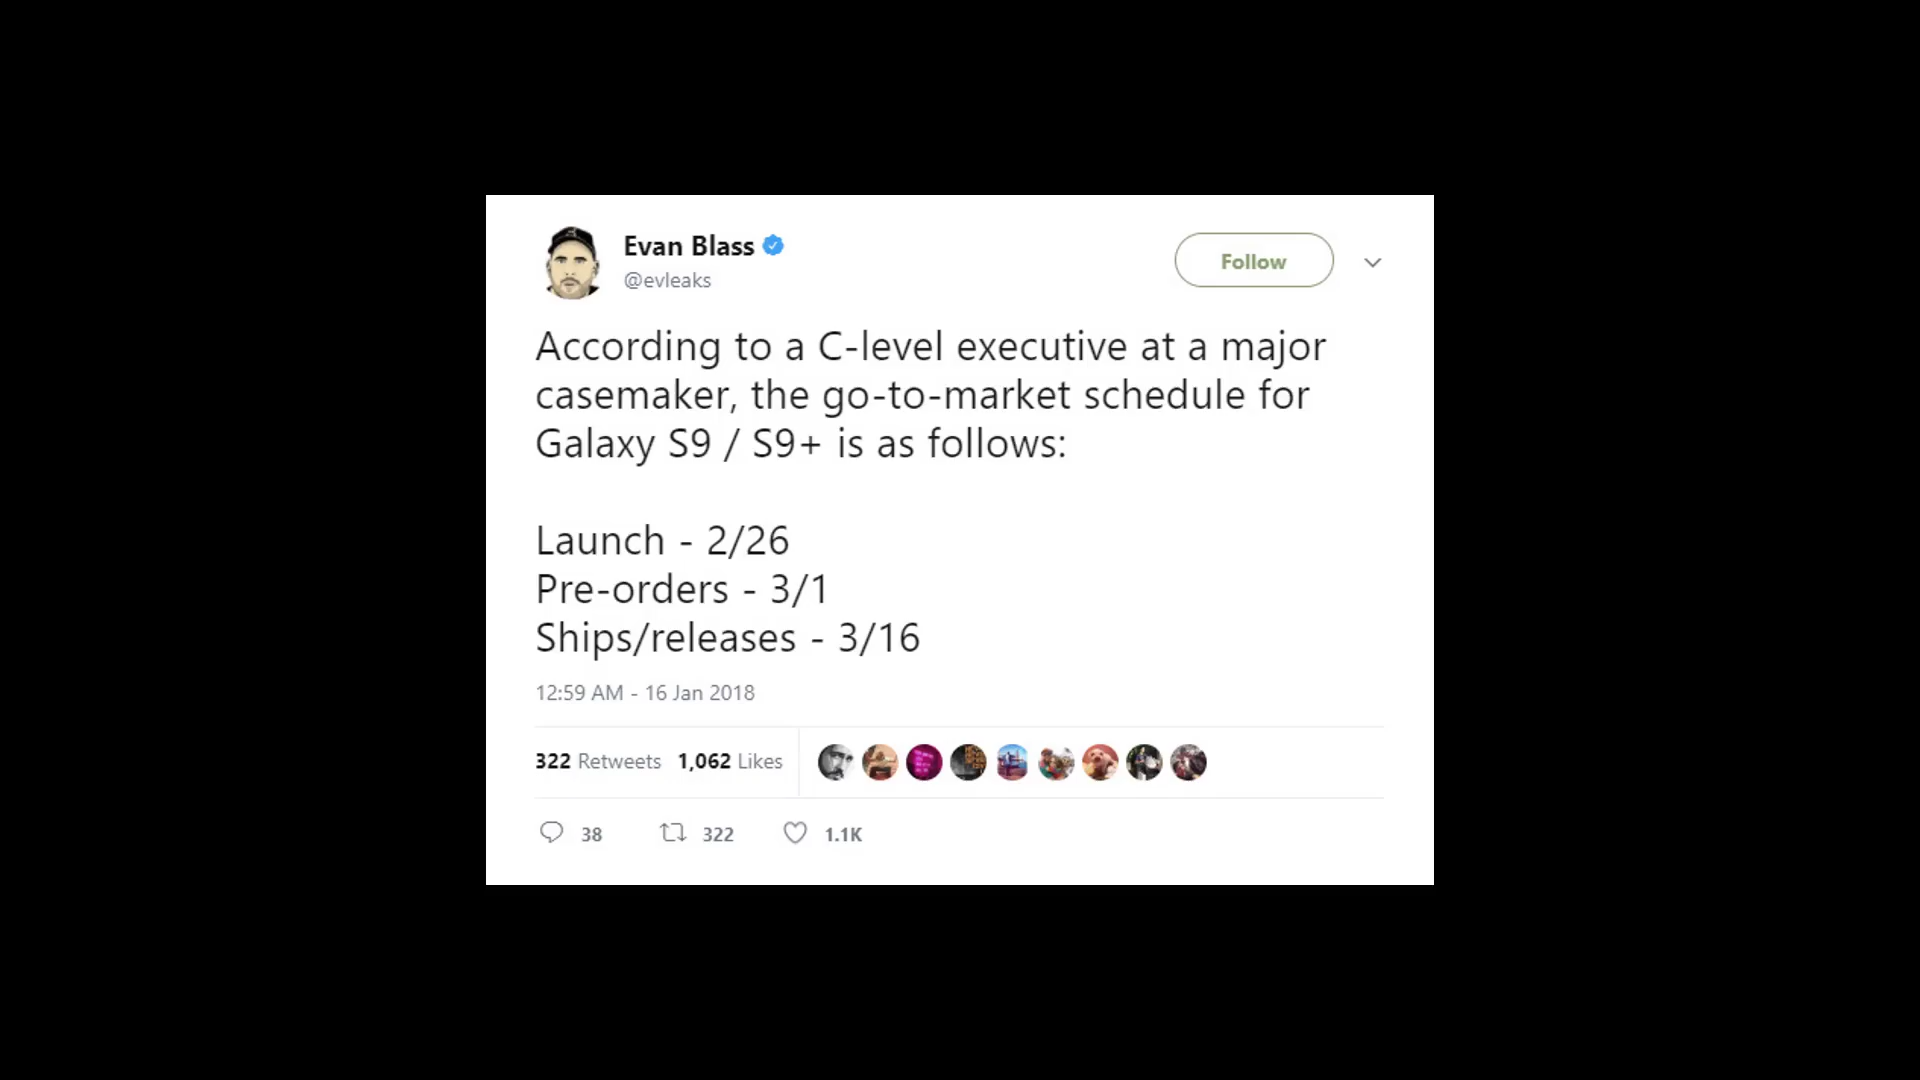 Evan Blass
@evleaks
Follow
According to a C-level executive at a major
casemaker, the go-to-market schedule for
Galaxy S9 / S9+ is as follows:
Launch - 2/26
Pre-orders - 3/1
Ships/releases - 3/16
12:59 AM - 16 Jan 2018
322 Retweets 1,062 Likes
38 322 1.1K